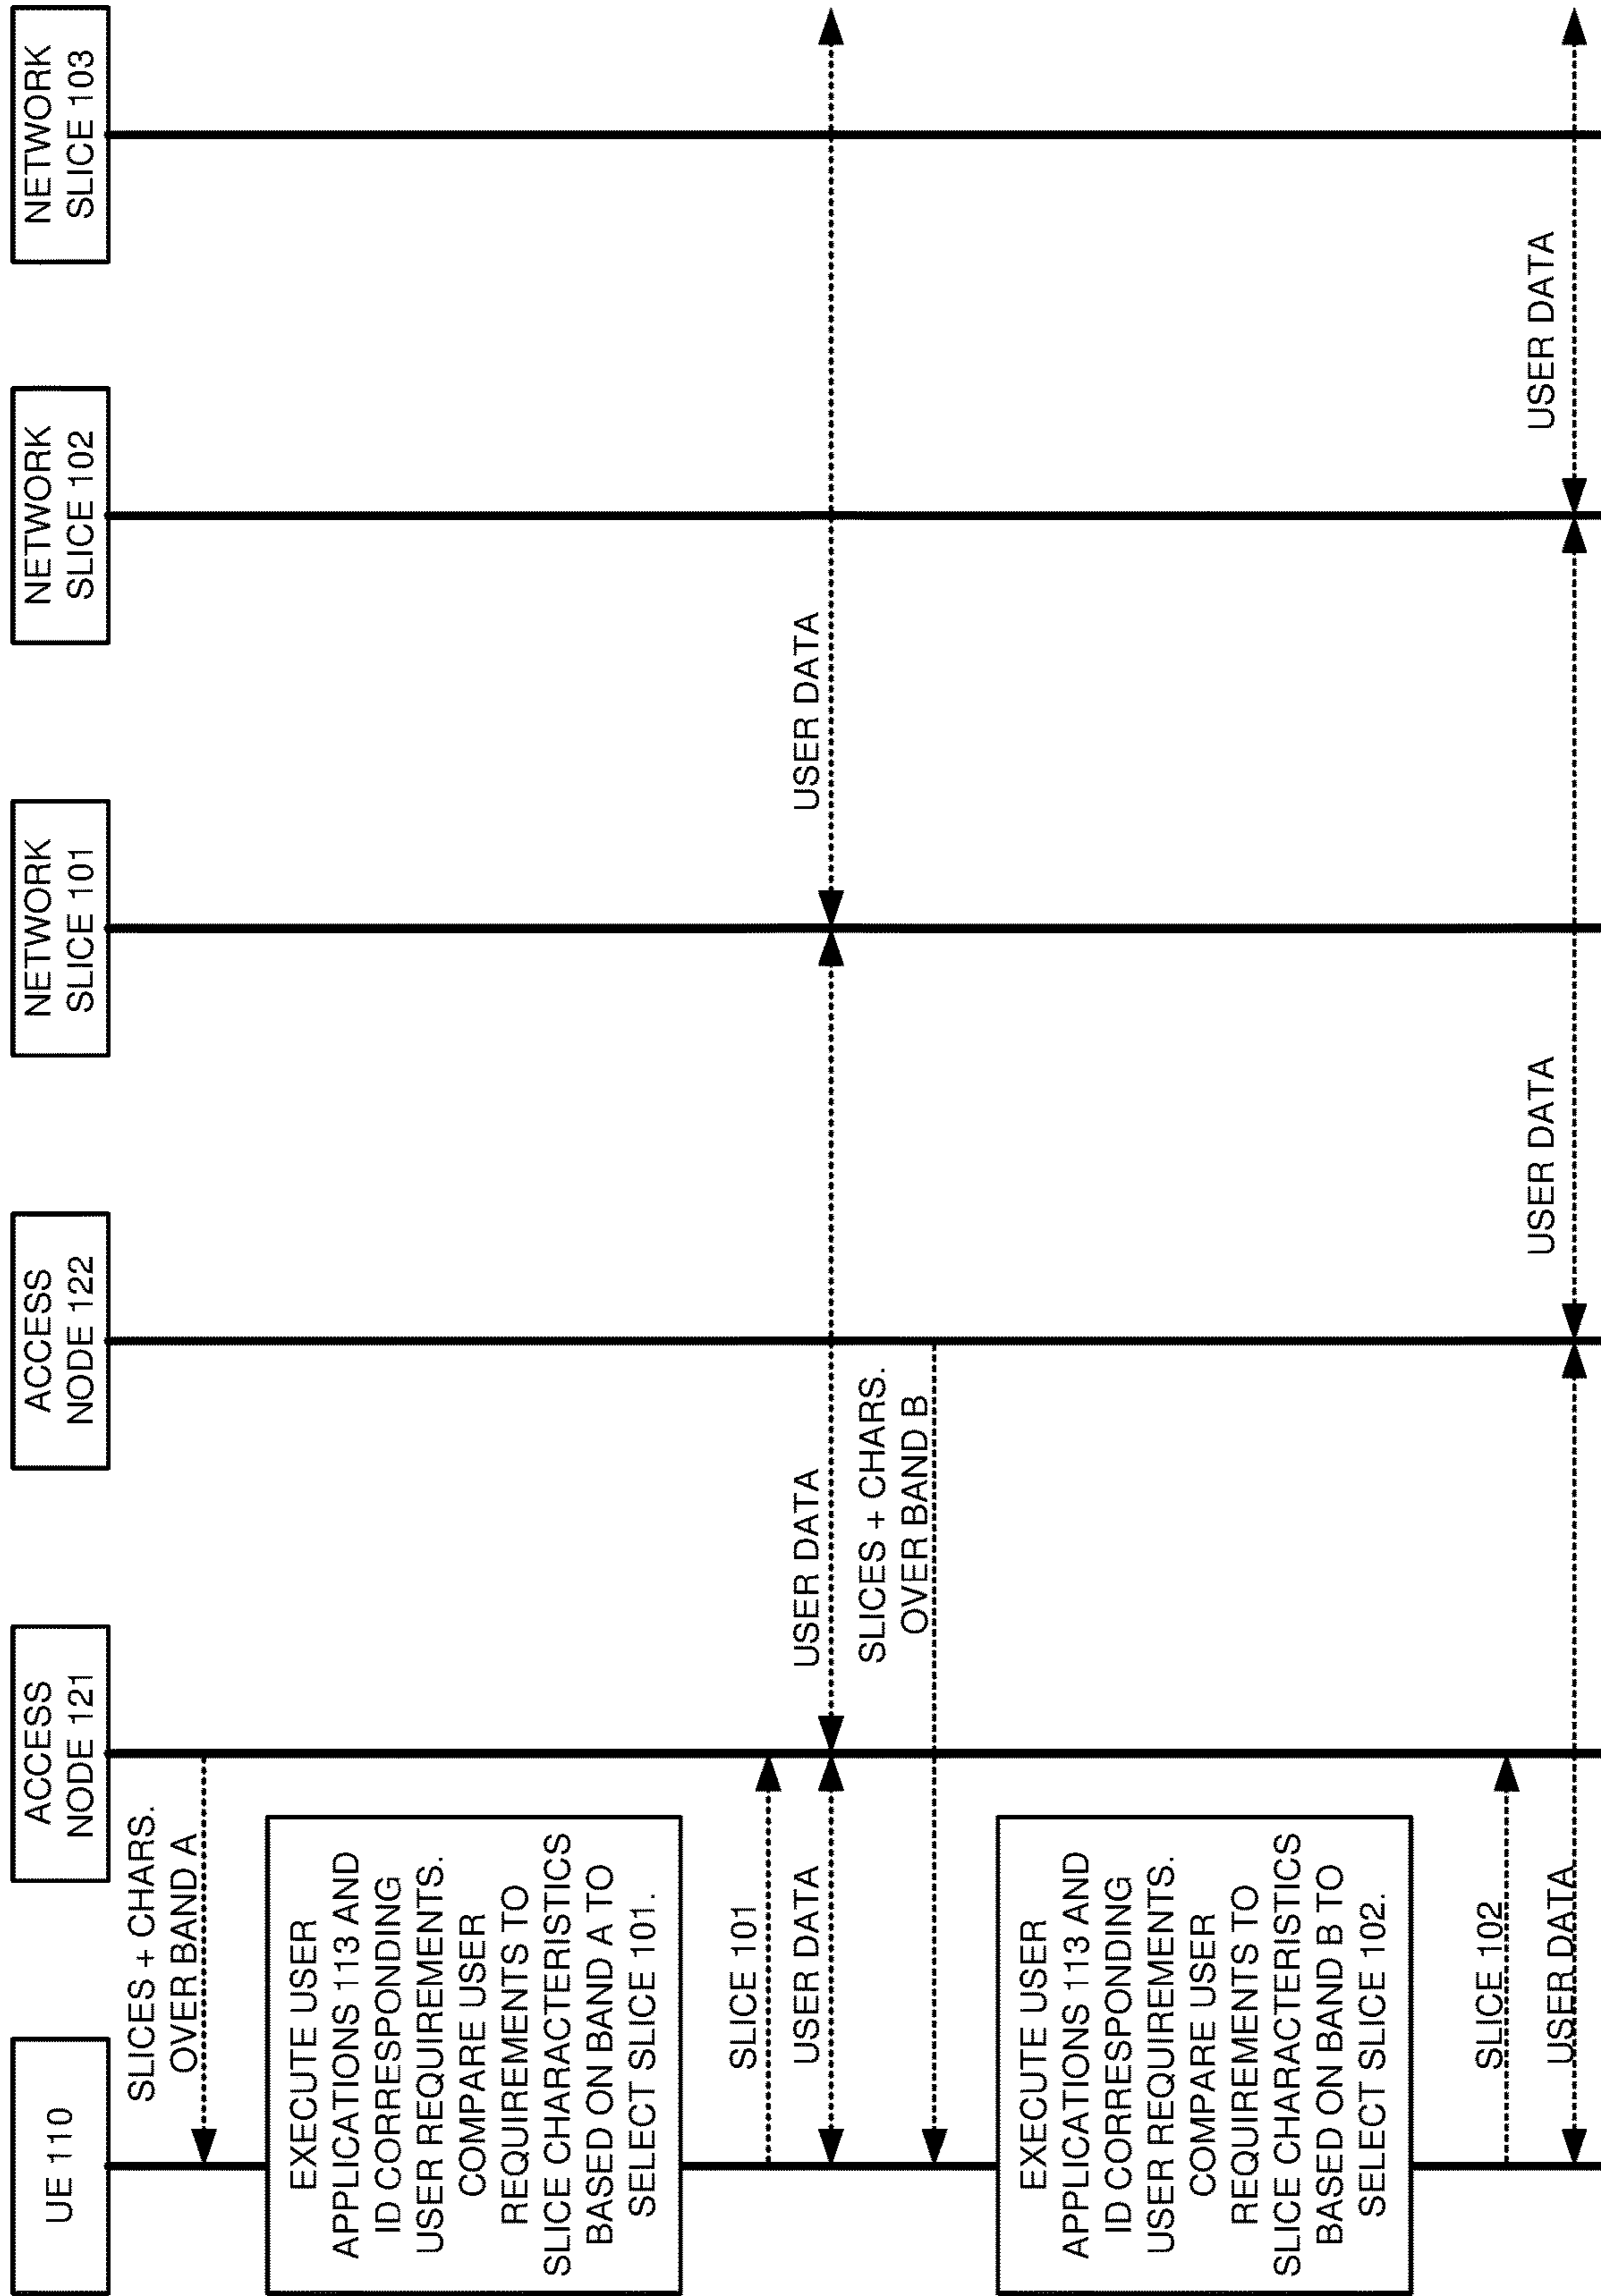 UE 110
ACCESS
NODE 121
ACCESS
NODE 122
NETWORK
SLICE 101
NETWORK
SLICE 102
NETWORK
SLICE 103
SLICES + CHARS.
OVER BAND A
EXECUTE USER
APPLICATIONS 113 AND
ID CORRESPONDING
USER REQUIREMENTS.
COMPARE USER
REQUIREMENTS TO
SLICE CHARACTERISTICS
BASED ON BAND A TO
SELECT SLICE 101.
SLICE 101
USER DATA
USER DATA
USER DATA
SLICES + CHARS.
OVER BAND B
EXECUTE USER
APPLICATIONS 113 AND
ID CORRESPONDING
USER REQUIREMENTS.
COMPARE USER
REQUIREMENTS TO
SLICE CHARACTERISTICS
BASED ON BAND B TO
SELECT SLICE 102.
SLICE 102
USER DATA
USER DATA
USER DATA